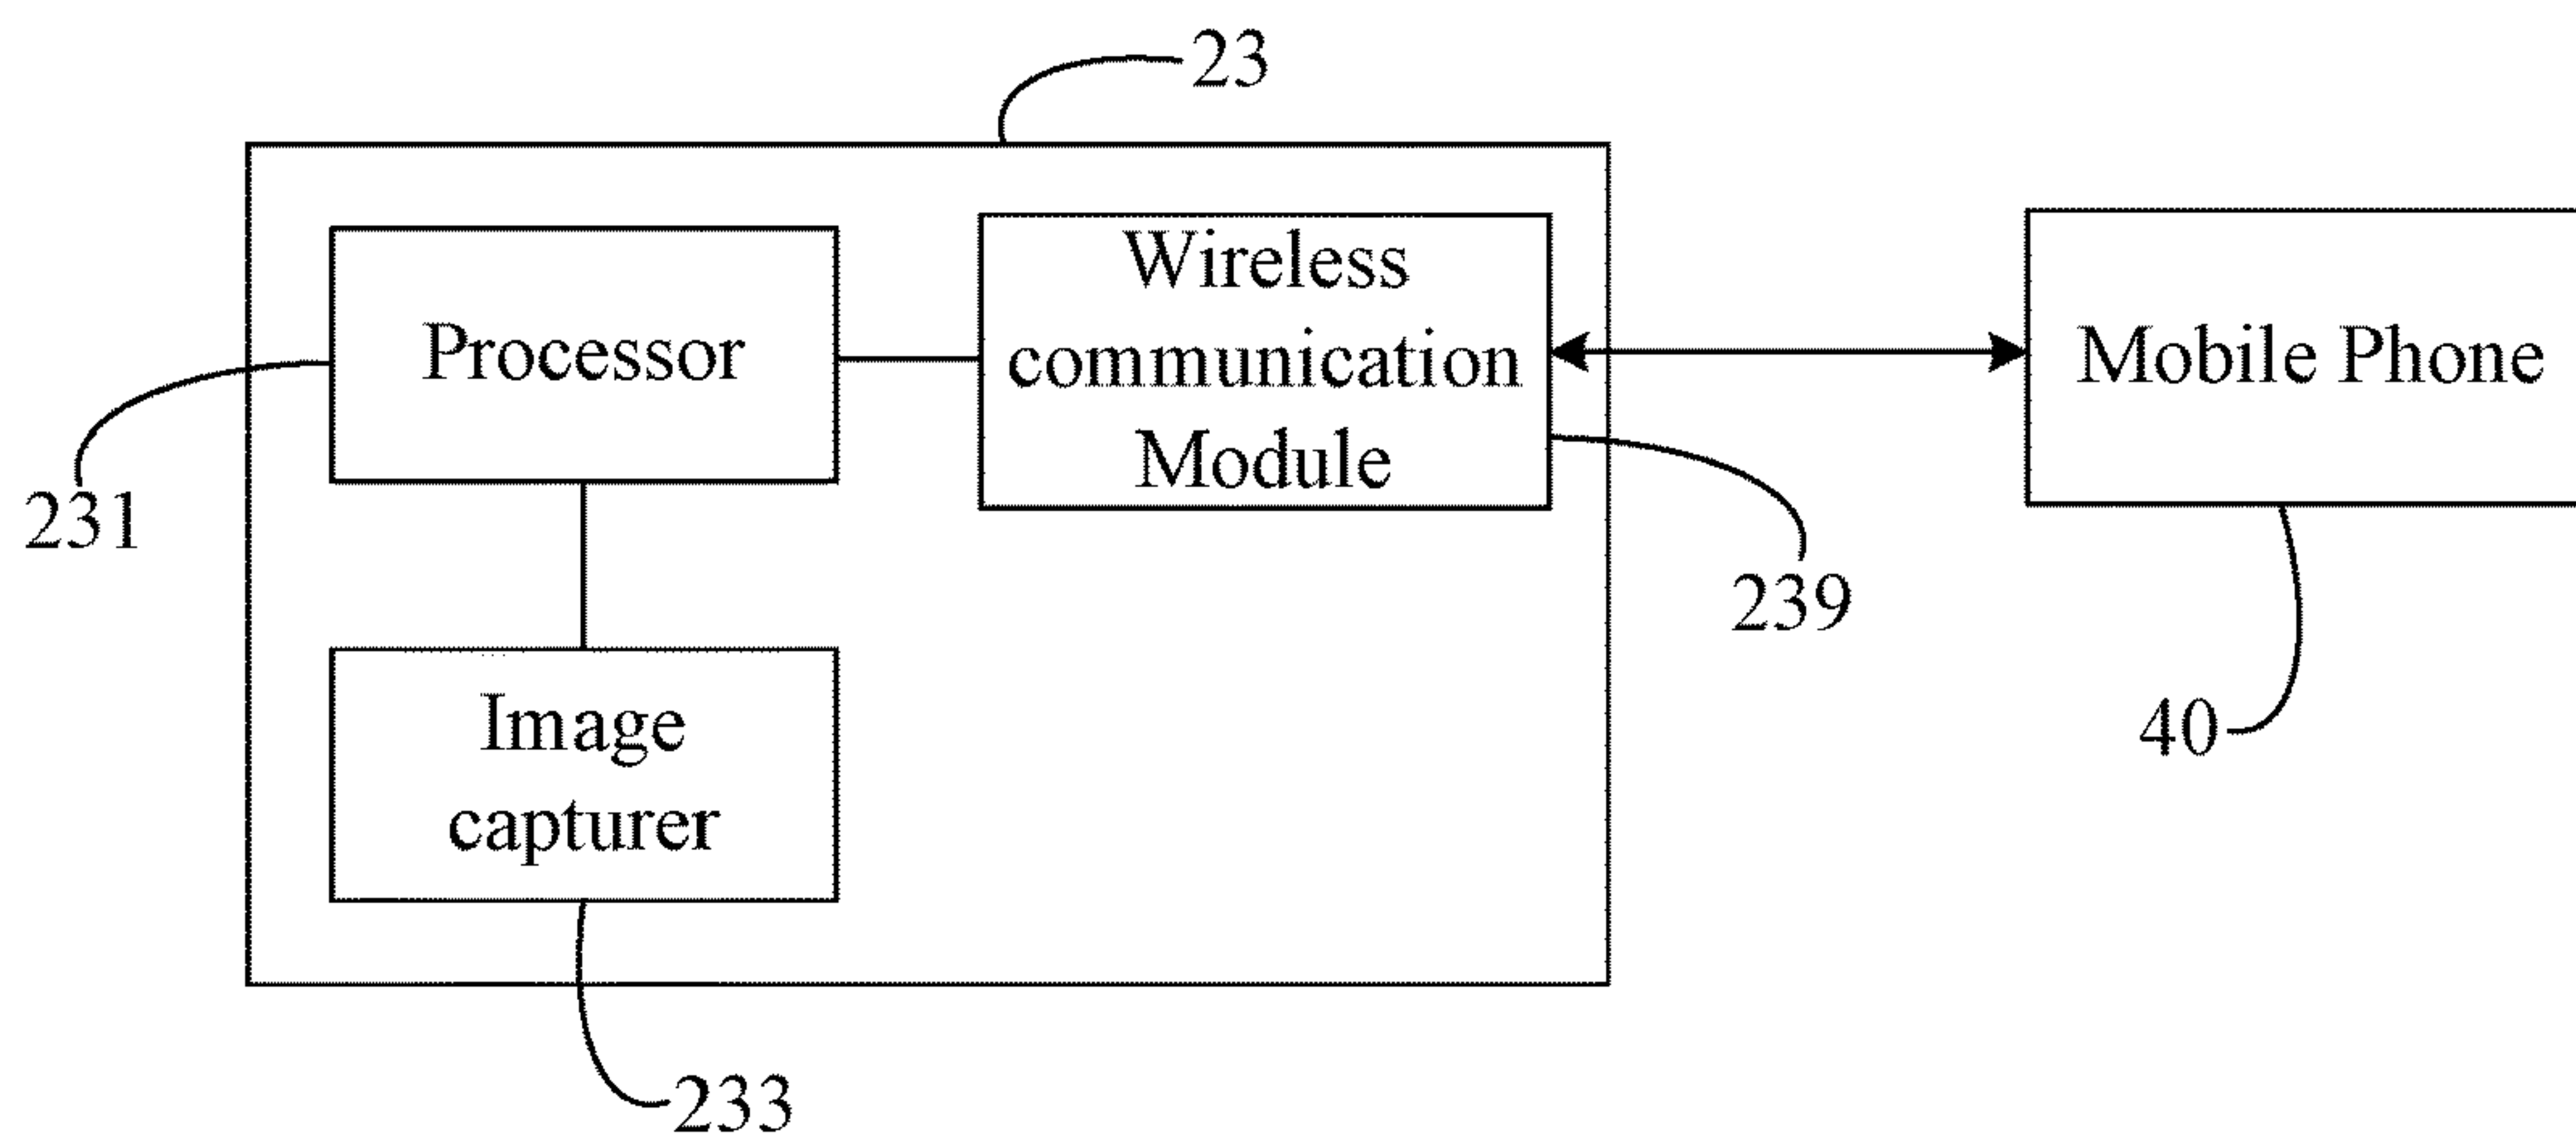 23
Processor
Wireless
communication
Module
Mobile Phone
231
239
Image
capturer
40
233